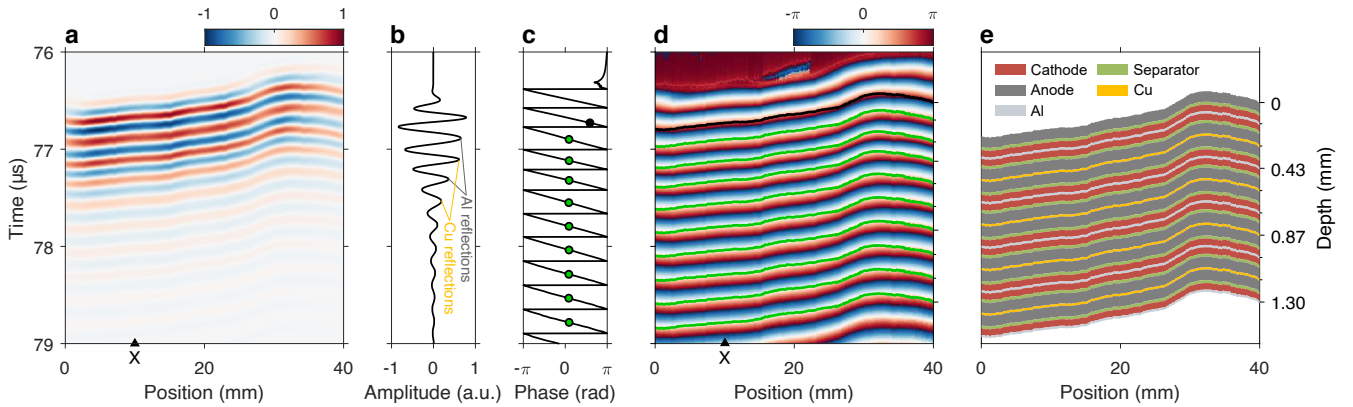 -1 0 1
-π 0 π
a b c d e
76
77
78
79
Time (μs)
0 20 40
X
Position (mm)
Al reflections
Cu reflections
-1 0 1
Amplitude (a.u.)
-π 0 π
Phase (rad)
0 20 40
X
Position (mm)
Cathode Separator
Anode Cu
Al
0
0.43
0.87
1.30
Depth (mm)
0 20 40
Position (mm)